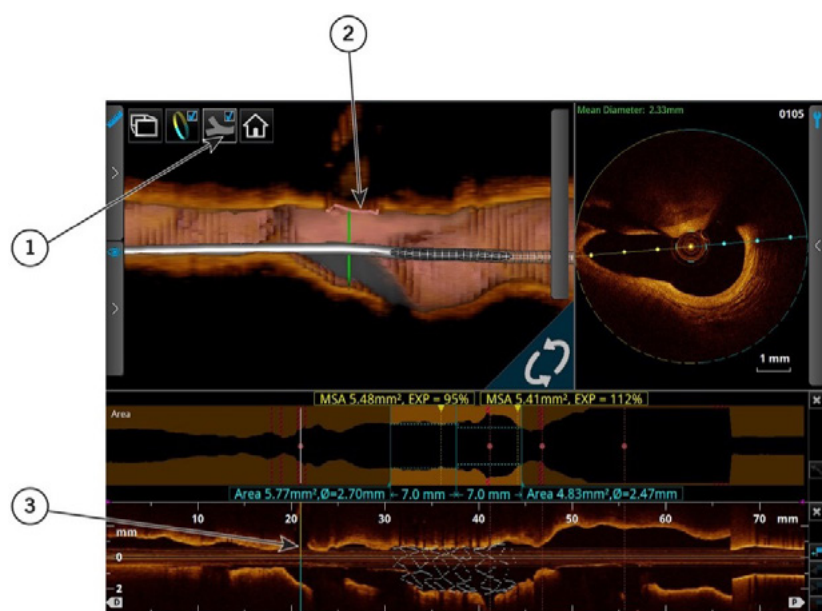 2
1
3
Mean Diameter: 2.33mm
0105
1 mm
MSA 5.48mm², EXP = 95%
MSA 5.41mm², EXP = 112%
Area
Area 5.77mm²,Ø=2.70mm
7.0 mm
7.0 mm
Area 4.83mm²,Ø=2.47mm
10 20 30 40 50 60 70 mm
mm
0
2
D
P